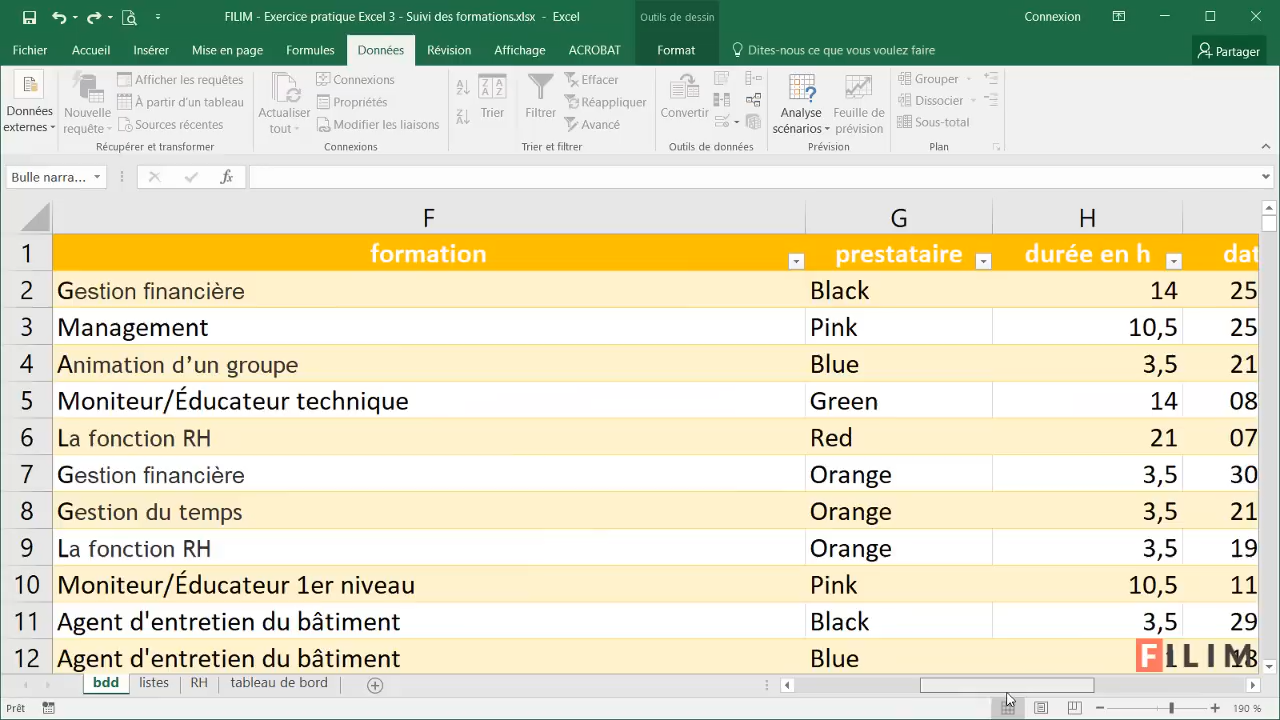 FILIM - Exercice pratique Excel 3 - Suivi des formations.xlsx - Excel
Outils de dessin
Connexion
Fichier Accueil Insérer Mise en page Formules Données Révision Affichage ACROBAT Format Dites-nous ce que vous voulez faire Partager
Données externes
Nouvelle requête
Afficher les requêtes
À partir d'un tableau
Sources récentes
Récupérer et transformer
Actualiser tout
Connexions
Propriétés
Modifier les liaisons
Connexions
Trier
Filtrer
Effacer
Réappliquer
Avancé
Trier et filtrer
Convertir
Outils de données
Analyse scénarios
Feuille de prévision
Prévision
Grouper
Dissocier
Sous-total
Plan
Bulle narra... fx
F G H
1 formation prestataire durée en h dat
2 Gestion financière Black 14 25
3 Management Pink 10,5 25
4 Animation d’un groupe Blue 3,5 21
5 Moniteur/Éducateur technique Green 14 08
6 La fonction RH Red 21 07
7 Gestion financière Orange 3,5 30
8 Gestion du temps Orange 3,5 21
9 La fonction RH Orange 3,5 19
10 Moniteur/Éducateur 1er niveau Pink 10,5 11
11 Agent d'entretien du bâtiment Black 3,5 29
12 Agent d'entretien du bâtiment Blue 18
FILIM
bdd listes RH tableau de bord
Prêt 190 %